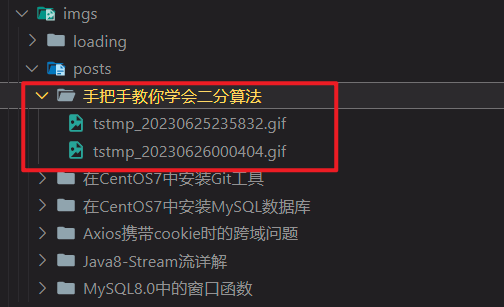 imgs
loading
posts
手把手教你学会二分算法
tstmp_20230625235832.gif
tstmp_20230626000404.gif
在CentOS7中安装Git工具
在CentOS7中安装MySQL数据库
Axios携带cookie时的跨域问题
Java8-Stream流详解
MySQL8.0中的窗口函数